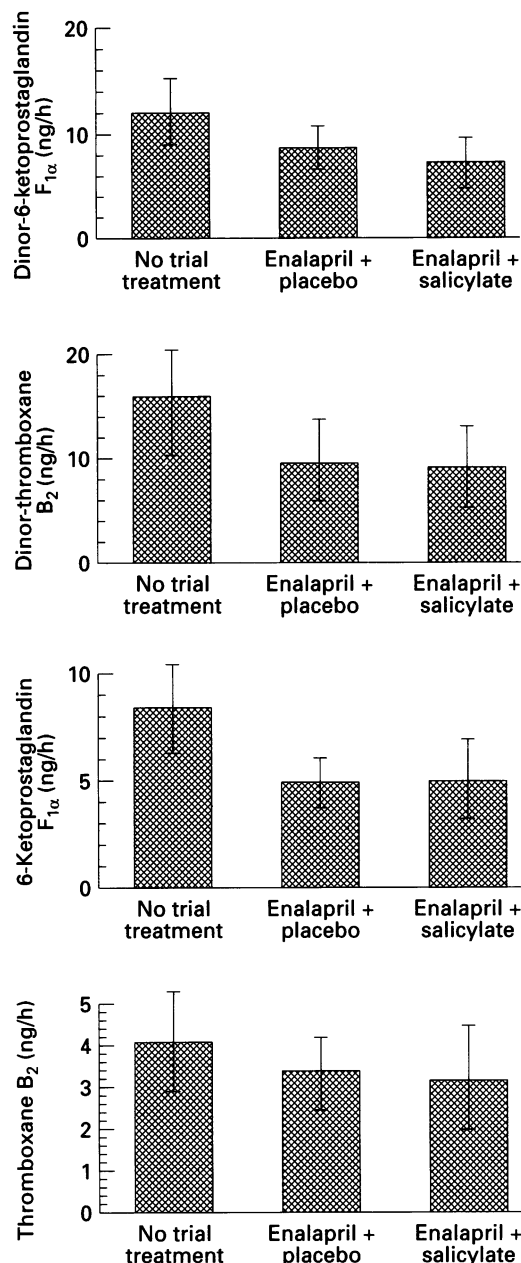 Dinor-6-ketoprostaglandin
F1α (ng/h)
20
10
0
No trial
treatment
Enalapril +
placebo
Enalapril +
salicylate
Dinor-thromboxane
B2 (ng/h)
20
10
0
No trial
treatment
Enalapril +
placebo
Enalapril +
salicylate
6-Ketoprostaglandin
F1α (ng/h)
10
5
0
No trial
treatment
Enalapril +
placebo
Enalapril +
salicylate
Thromboxane B2 (ng/h)
5
4
3
2
1
0
No trial
treatment
Enalapril +
placebo
Enalapril +
salicylate